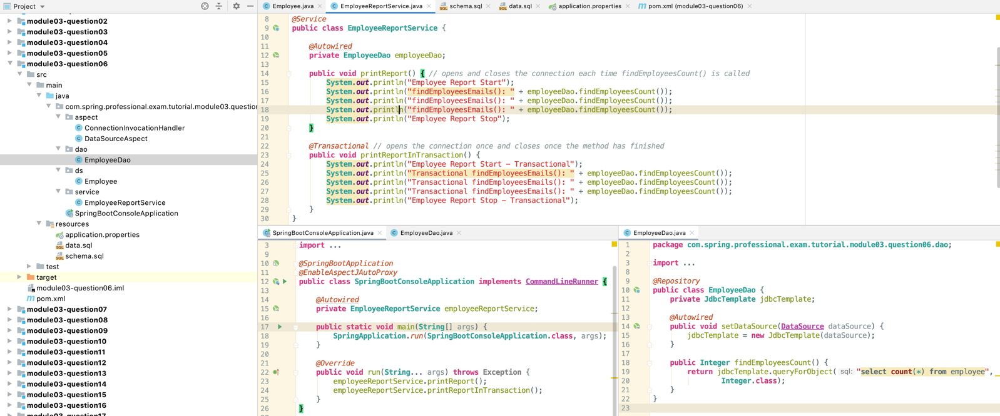 Project
module03-question02
module03-question03
module03-question04
module03-question05
module03-question06
src
main
java
com.spring.professional.exam.tutorial.module03.question
aspect
ConnectionInvocationHandler
DataSourceAspect
dao
EmployeeDao
ds
Employee
service
EmployeeReportService
SpringBootConsoleApplication
resources
application.properties
data.sql
schema.sql
test
target
module03-question06.iml
pom.xml
module03-question07
module03-question08
module03-question09
module03-question10
module03-question11
module03-question12
module03-question13
module03-question14
module03-question15
module03-question16
Employee.java EmployeeReportService.java schema.sql data.sql application.properties pom.xml (module03-question06)
8 @Service
9 public class EmployeeReportService {
10
11 @Autowired
12 private EmployeeDao employeeDao;
13
14 public void printReport() { // opens and closes the connection each time findEmployeesCount() is called
15 System.out.println("Employee Report Start");
16 System.out.println("findEmployeesEmails(): " + employeeDao.findEmployeesCount());
17 System.out.println("findEmployeesEmails(): " + employeeDao.findEmployeesCount());
18 System.out.println("findEmployeesEmails(): " + employeeDao.findEmployeesCount());
19 System.out.println("Employee Report Stop");
20 }
21
22 @Transactional // opens the connection once and closes once the method has finished
23 public void printReportInTransaction() {
24 System.out.println("Employee Report Start - Transactional");
25 System.out.println("Transactional findEmployeesEmails(): " + employeeDao.findEmployeesCount());
26 System.out.println("Transactional findEmployeesEmails(): " + employeeDao.findEmployeesCount());
27 System.out.println("Transactional findEmployeesEmails(): " + employeeDao.findEmployeesCount());
28 System.out.println("Employee Report Stop - Transactional");
29 }
30 }
SpringBootConsoleApplication.java EmployeeDao.java
3 import ...
9
10 @SpringBootApplication
11 @EnableAspectJAutoProxy
12 public class SpringBootConsoleApplication implements CommandLineRunner {
13
14 @Autowired
15 private EmployeeReportService employeeReportService;
16
17 public static void main(String[] args) {
18 SpringApplication.run(SpringBootConsoleApplication.class, args);
19 }
20
21 @Override
22 public void run(String... args) throws Exception {
23 employeeReportService.printReport();
24 employeeReportService.printReportInTransaction();
25 }
26 }
EmployeeDao.java
1 package com.spring.professional.exam.tutorial.module03.question06.dao;
2
3 import ...
8
9 @Repository
10 public class EmployeeDao {
11 private JdbcTemplate jdbcTemplate;
12
13 @Autowired
14 public void setDataSource(DataSource dataSource) {
15 jdbcTemplate = new JdbcTemplate(dataSource);
16 }
17
18 public Integer findEmployeesCount() {
19 return jdbcTemplate.queryForObject( sql: "select count(*) from employee",
20 Integer.class);
21 }
22 }
23